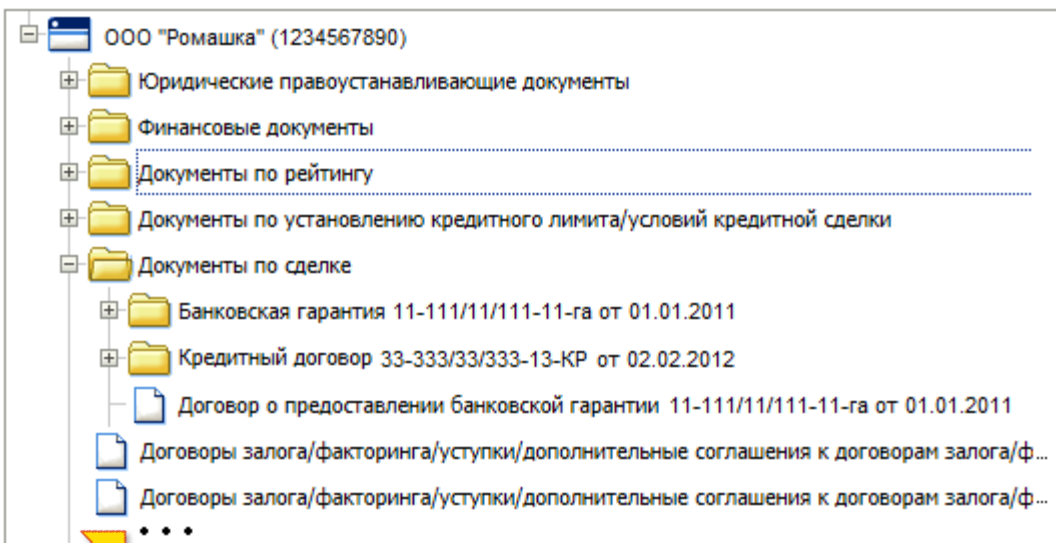 ООО "Ромашка" (1234567890)
Юридические правоустанавливающие документы
Финансовые документы
Документы по рейтингу
Документы по установлению кредитного лимита/условий кредитной сделки
Документы по сделке
Банковская гарантия 11-111/11/111-11-га от 01.01.2011
Кредитный договор 33-333/33/333-13-КР от 02.02.2012
Договор о предоставлении банковской гарантии 11-111/11/111-11-га от 01.01.2011
Договоры залога/факторинга/уступки/дополнительные соглашения к договорам залога/ф...
Договоры залога/факторинга/уступки/дополнительные соглашения к договорам залога/ф...
• • •